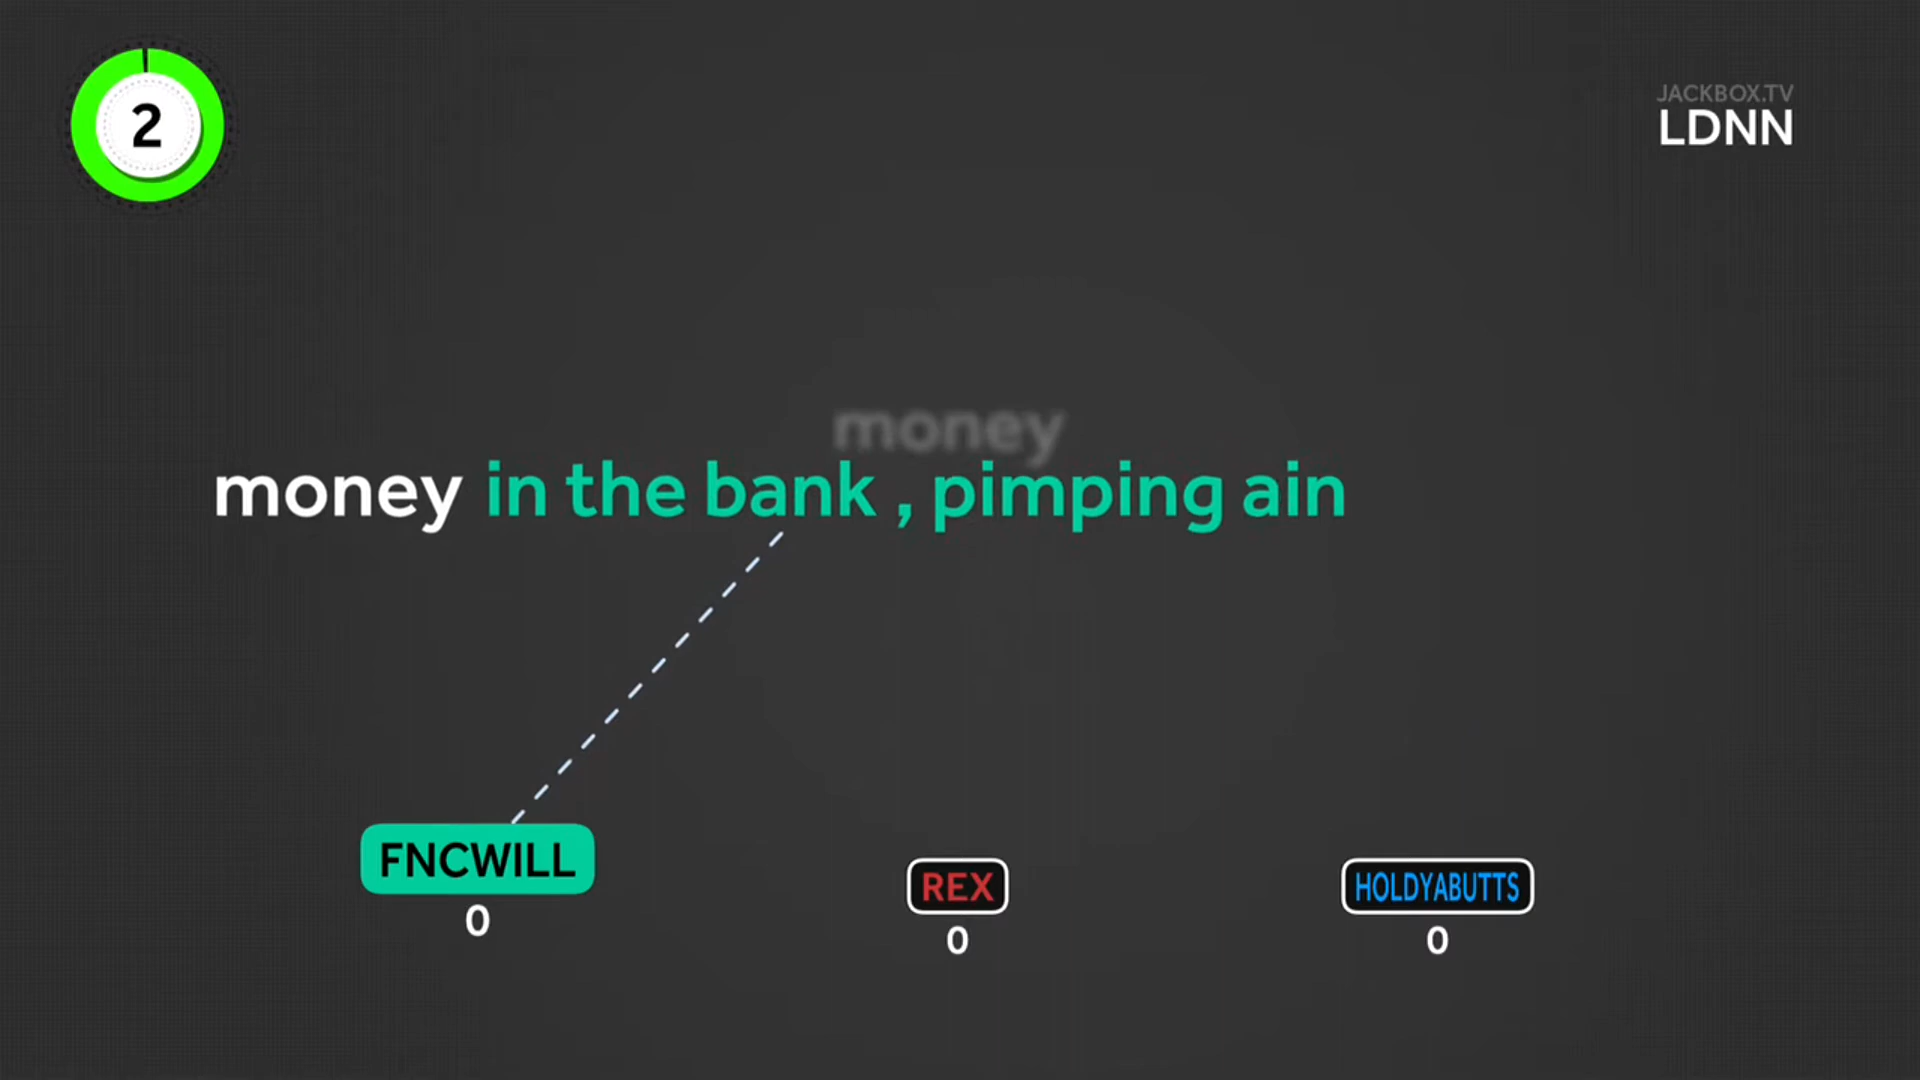 2
JACKBOX.TV
LDNN
money
money in the bank , pimping ain
FNCWILL
0
REX
0
HOLDYABUTTS
0